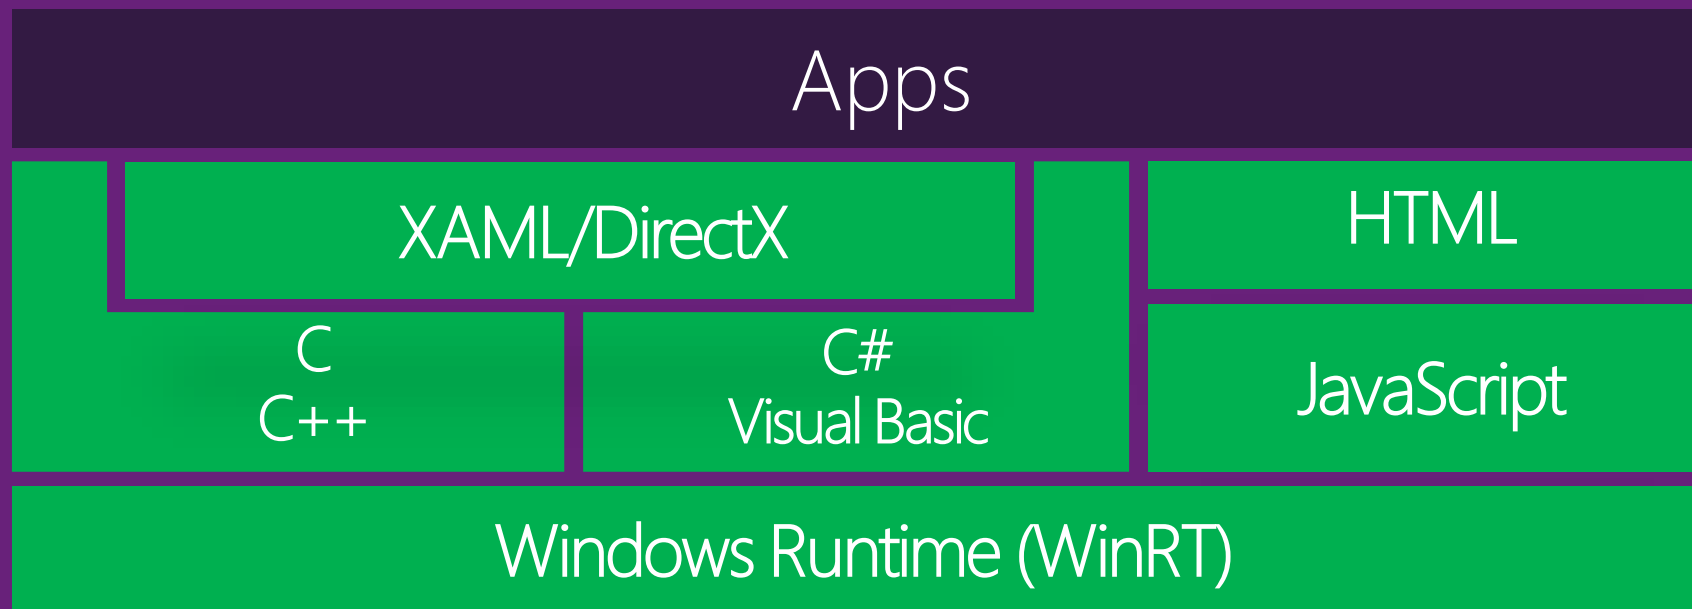 Apps
XAML/DirectX
HTML
C
C++
C#
Visual Basic
JavaScript
Windows Runtime (WinRT)